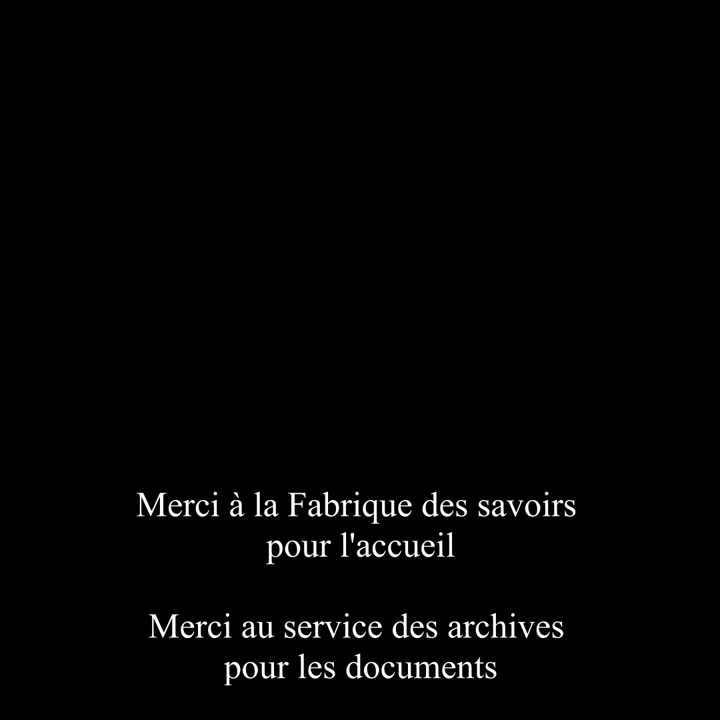 Merci à la Fabrique des savoirs
pour l'accueil
Merci au service des archives
pour les documents